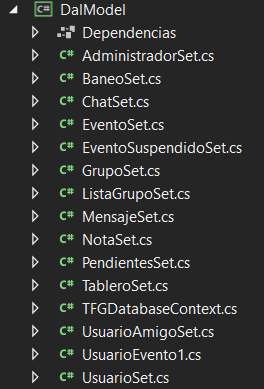 DalModel
Dependencias
C# AdministradorSet.cs
C# BaneoSet.cs
C# ChatSet.cs
C# EventoSet.cs
C# EventoSuspendidoSet.cs
C# GrupoSet.cs
C# ListaGrupoSet.cs
C# MensajeSet.cs
C# NotaSet.cs
C# PendientesSet.cs
C# TableroSet.cs
C# TFGDatabaseContext.cs
C# UsuarioAmigoSet.cs
C# UsuarioEvento1.cs
C# UsuarioSet.cs